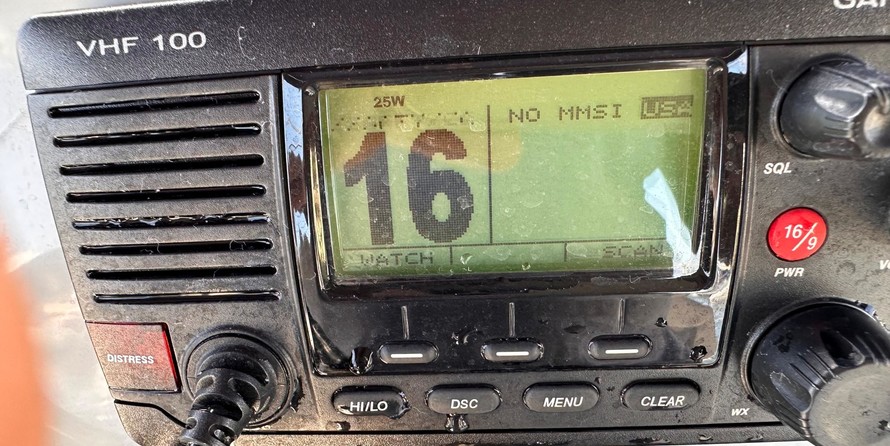 VHF 100
25W
NO MMSI USA
16
WATCH
SCAN
SQL
16/9
PWR
DISTRESS
HI/LO
DSC
MENU
CLEAR
WX